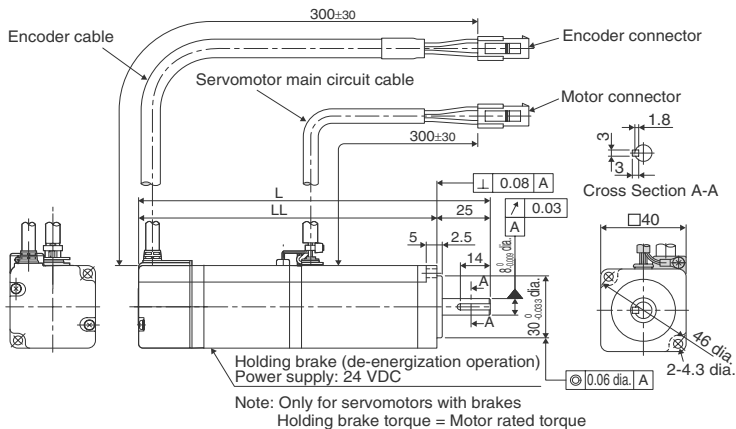 300±30
Encoder cable
Encoder connector
Servomotor main circuit cable
Motor connector
300±30
1.8
3
3
Cross Section A-A
L
⊥ 0.08 A
LL
25
↗ 0.03
A
□40
5
2.5
14
8 0 -0.009 dia.
A
A
30 0 -0.033 dia.
46 dia.
2-4.3 dia.
◎ 0.06 dia. A
Holding brake (de-energization operation)
Power supply: 24 VDC
Note: Only for servomotors with brakes
Holding brake torque = Motor rated torque